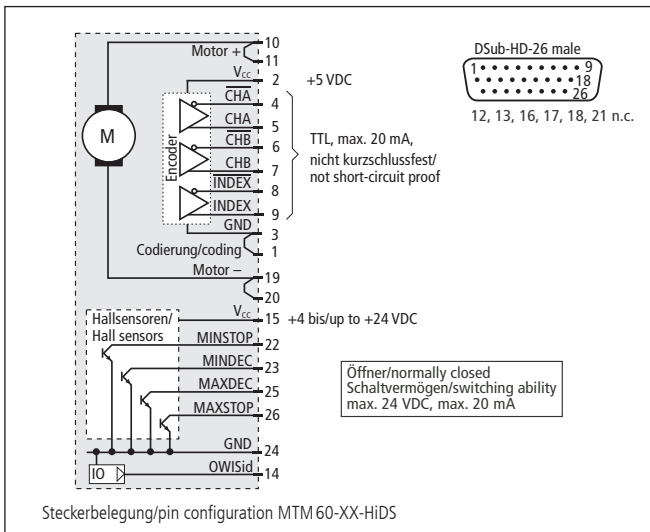 10
Motor +
11
Vcc
2
+5 VDC
CHA
4
CHA
5
CHB
6
CHB
7
INDEX
8
INDEX
9
GND
3
Codierung/coding
1
Motor –
19
20
M
Encoder
TTL, max. 20 mA,
nicht kurzschlussfest/
not short-circuit proof
DSub-HD-26 male
1
9
18
26
12, 13, 16, 17, 18, 21 n.c.
Hallsensoren/
Hall sensors
Vcc
15
+4 bis/up to +24 VDC
MINSTOP
22
MINDEC
23
MAXDEC
25
MAXSTOP
26
GND
24
IO
OWISid
14
Öffner/normally closed
Schaltvermögen/switching ability
max. 24 VDC, max. 20 mA
Steckerbelegung/pin configuration MTM 60-XX-HiDS